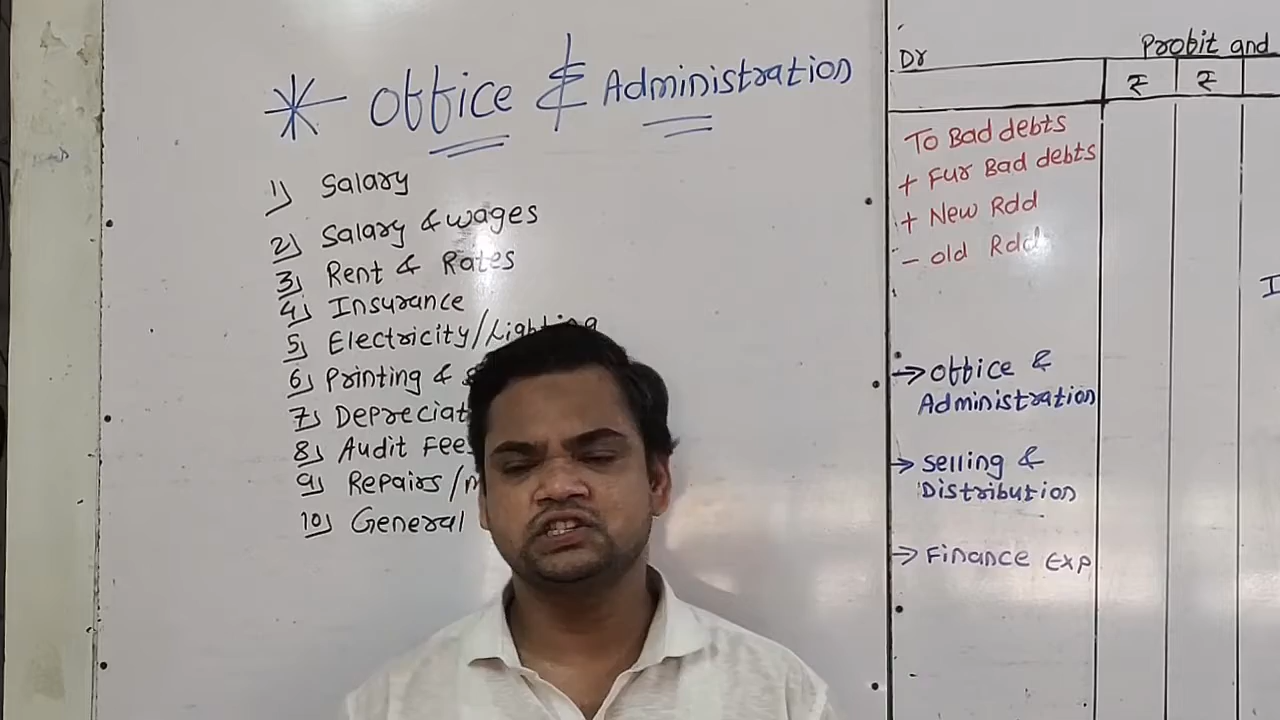 * Office & Administration
1) Salary
2) Salary & wages
3) Rent & Rates
4) Insurance
5) Electricity/Lighting
6) Printing &
7) Depreciat
8) Audit Fee
9) Repairs/m
10) General
Dr
Profit and
₹ ₹
To Bad debts
+ Fur Bad debts
+ New Rdd
- old Rdd
I
→ Office &
Administration
→ Selling &
Distribution
→ Finance Exp